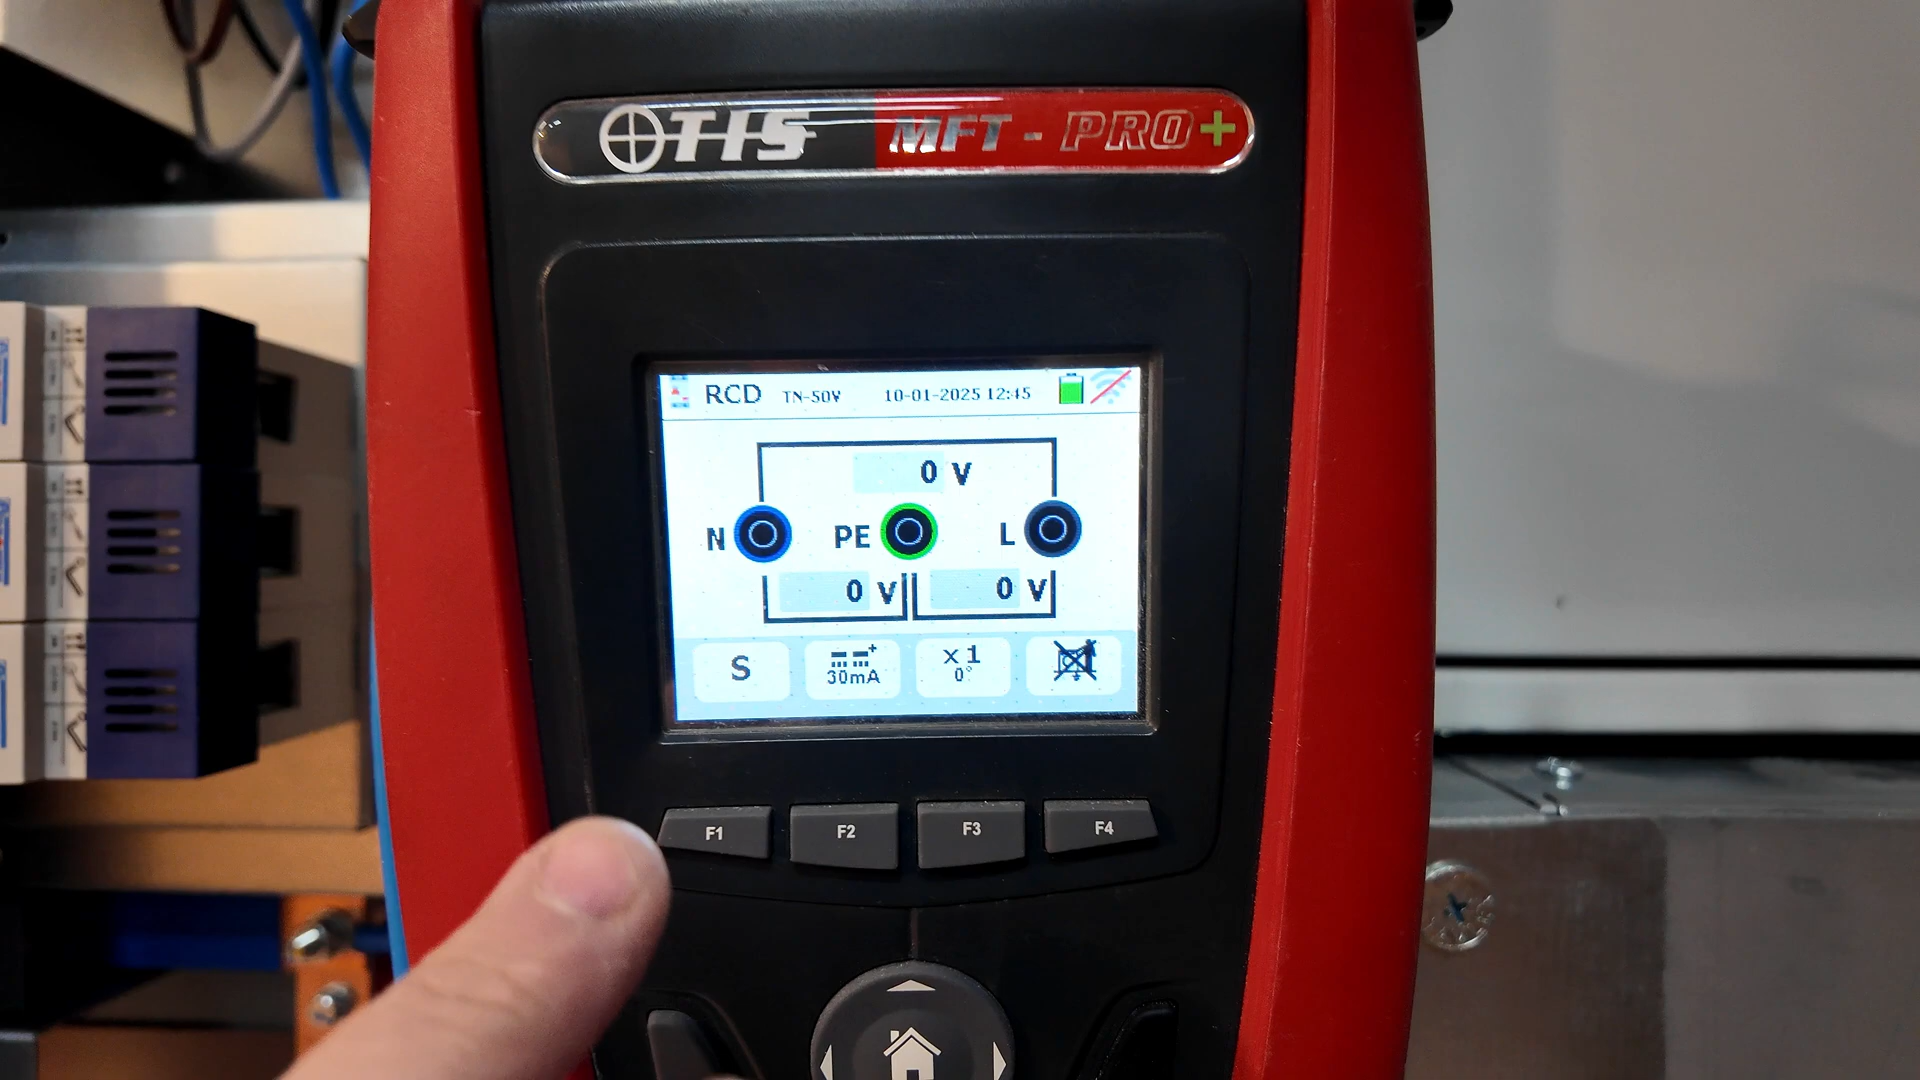 TIS MFT - PRO+
RCD TN-50V 10-01-2025 12:45
0 V
N PE L
0 V 0 V
S 30mA x1 0°
F1 F2 F3 F4